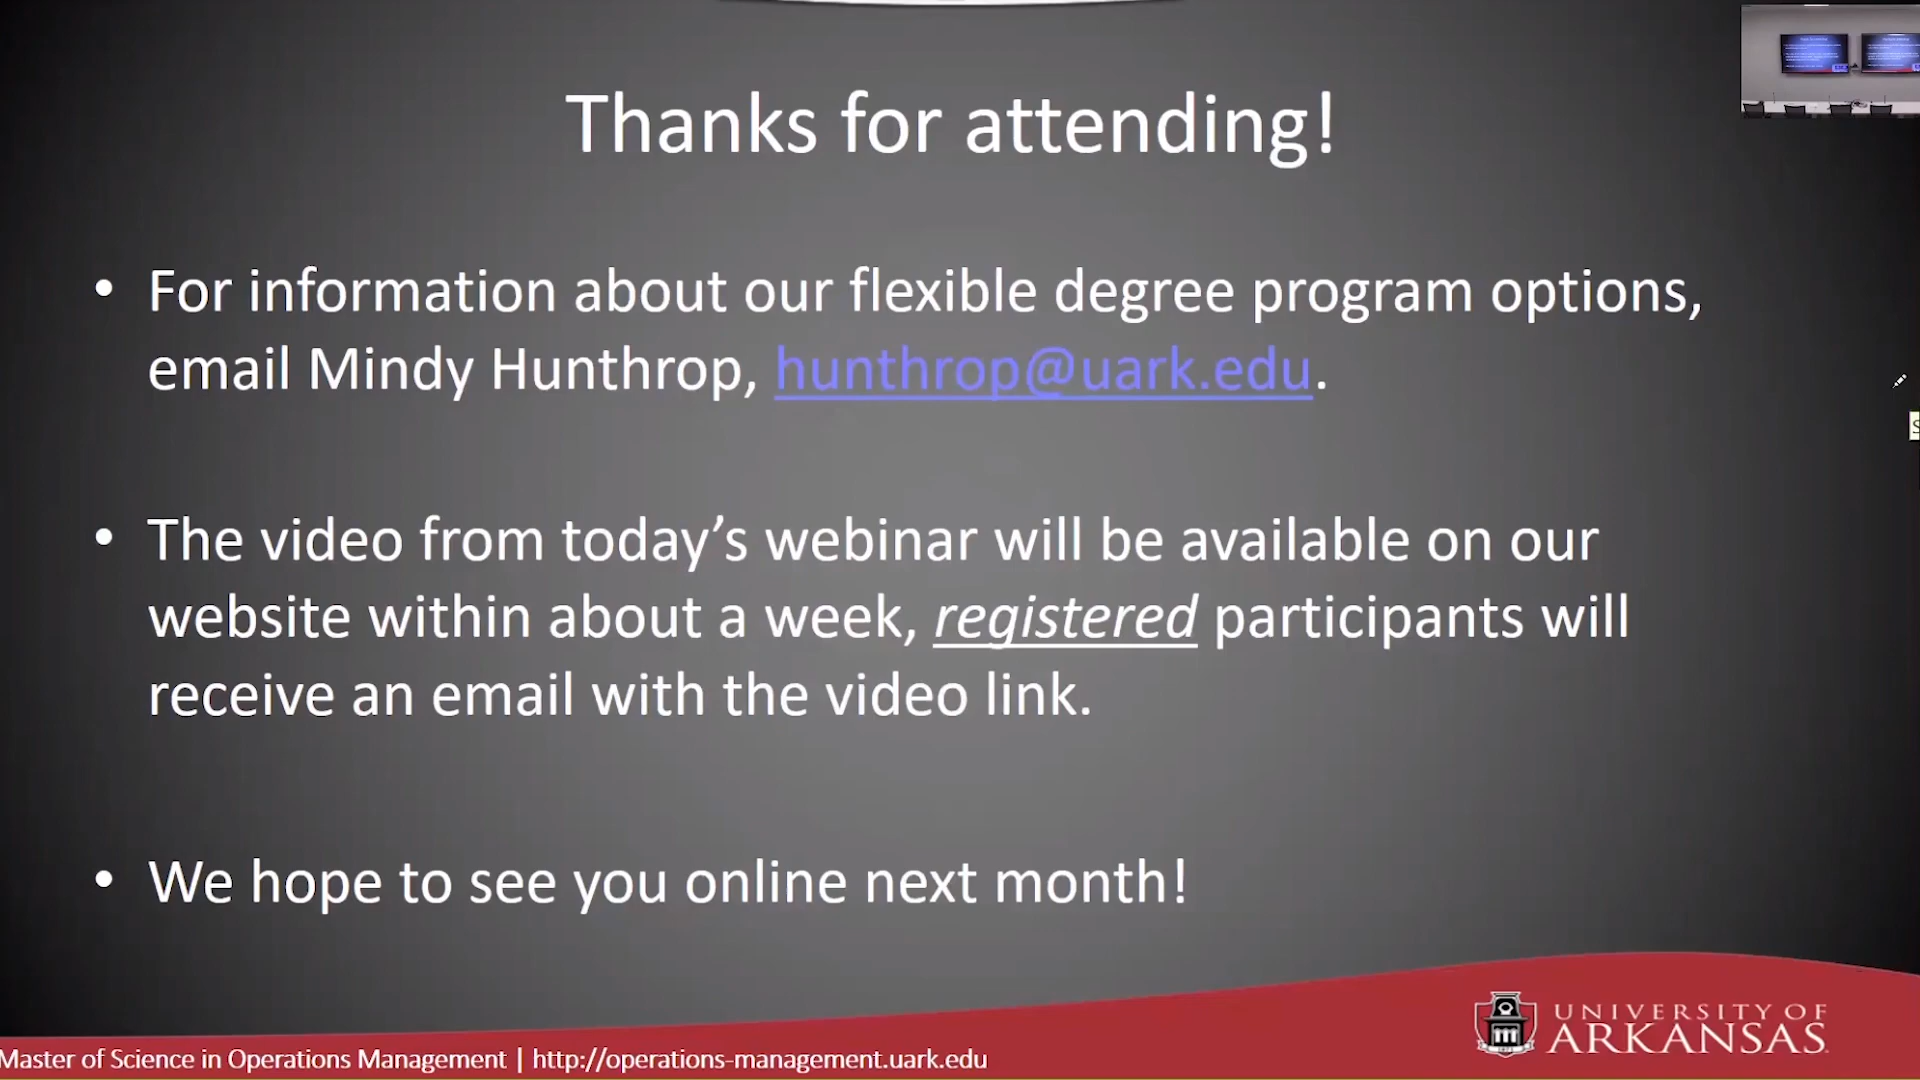 Thanks for attending!
• For information about our flexible degree program options,
email Mindy Hunthrop, hunthrop@uark.edu.
• The video from today’s webinar will be available on our
website within about a week, registered participants will
receive an email with the video link.
• We hope to see you online next month!
UNIVERSITY OF
ARKANSAS
Master of Science in Operations Management | http://operations-management.uark.edu